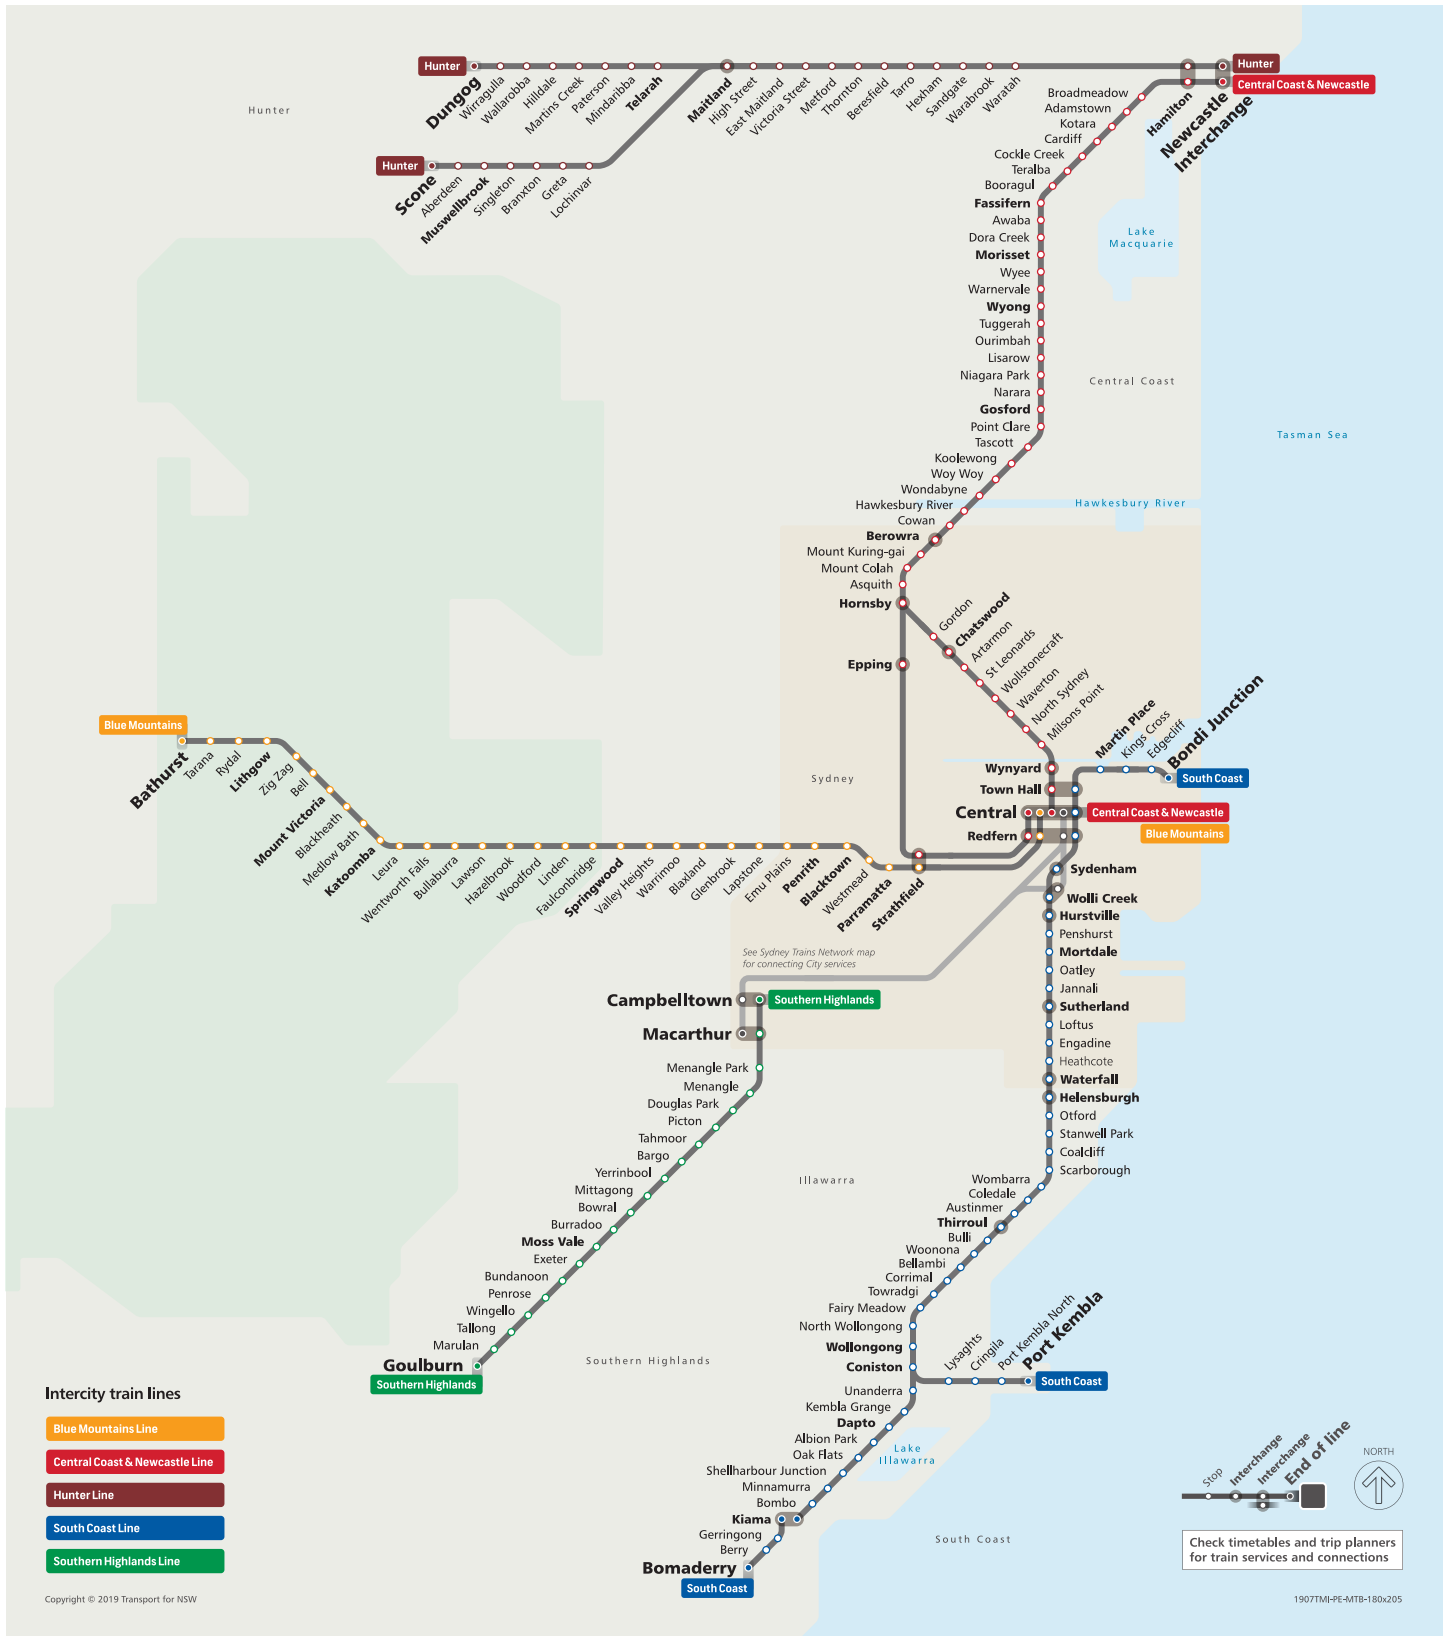 Hunter
Dungog
Wirragulla
Wallarobba
Hilldale
Martins Creek
Paterson
Mindaribba
Telarah
Maitland
High Street
East Maitland
Victoria Street
Metford
Thornton
Beresfield
Tarro
Hexham
Sandgate
Warabrook
Waratah
Hamilton
Newcastle
Interchange
Hunter
Central Coast & Newcastle
Hunter
Hunter
Scone
Aberdeen
Muswellbrook
Singleton
Branxton
Greta
Lochinvar
Broadmeadow
Adamstown
Kotara
Cardiff
Cockle Creek
Teralba
Booragul
Fassifern
Awaba
Dora Creek
Morisset
Wyee
Warnervale
Wyong
Tuggerah
Ourimbah
Lisarow
Niagara Park
Narara
Gosford
Point Clare
Tascott
Koolewong
Woy Woy
Wondabyne
Hawkesbury River
Cowan
Berowra
Mount Kuring-gai
Mount Colah
Asquith
Hornsby
Epping
Lake
Macquarie
Central Coast
Tasman Sea
Hawkesbury River
Gordon
Chatswood
Artarmon
St Leonards
Wollstonecraft
Waverton
North Sydney
Milsons Point
Wynyard
Town Hall
Central
Redfern
Martin Place
Kings Cross
Edgecliff
Bondi Junction
South Coast
Central Coast & Newcastle
Blue Mountains
Sydney
Blue Mountains
Bathurst
Tarana
Rydal
Lithgow
Zig Zag
Bell
Mount Victoria
Blackheath
Medlow Bath
Katoomba
Leura
Wentworth Falls
Bullaburra
Lawson
Hazelbrook
Woodford
Linden
Faulconbridge
Springwood
Valley Heights
Warrimoo
Blaxland
Glenbrook
Lapstone
Emu Plains
Penrith
Blacktown
Westmead
Parramatta
Strathfield
Sydenham
Wolli Creek
Hurstville
Penshurst
Mortdale
Oatley
Jannali
Sutherland
Loftus
Engadine
Heathcote
Waterfall
Helensburgh
Otford
Stanwell Park
Coalcliff
Scarborough
Wombarra
Coledale
Austinmer
Thirroul
Bulli
Woonona
Bellambi
Corrimal
Towradgi
Fairy Meadow
North Wollongong
Wollongong
Coniston
Lysaghts
Cringila
Port Kembla North
Port Kembla
South Coast
Unanderra
Kembla Grange
Dapto
Albion Park
Oak Flats
Shellharbour Junction
Minnamurra
Bombo
Kiama
Gerringong
Berry
Bomaderry
South Coast
Lake
Illawarra
South Coast
Illawarra
See Sydney Trains Network map
for connecting City services
Campbelltown
Southern Highlands
Macarthur
Menangle Park
Menangle
Douglas Park
Picton
Tahmoor
Bargo
Yerrinbool
Mittagong
Bowral
Burradoo
Moss Vale
Exeter
Bundanoon
Penrose
Wingello
Tallong
Marulan
Goulburn
Southern Highlands
Southern Highlands
Intercity train lines
Blue Mountains Line
Central Coast & Newcastle Line
Hunter Line
South Coast Line
Southern Highlands Line
Copyright © 2019 Transport for NSW
Stop
Interchange
Interchange
End of line
NORTH
Check timetables and trip planners
for train services and connections
1907TMI-PE-MTB-180x205